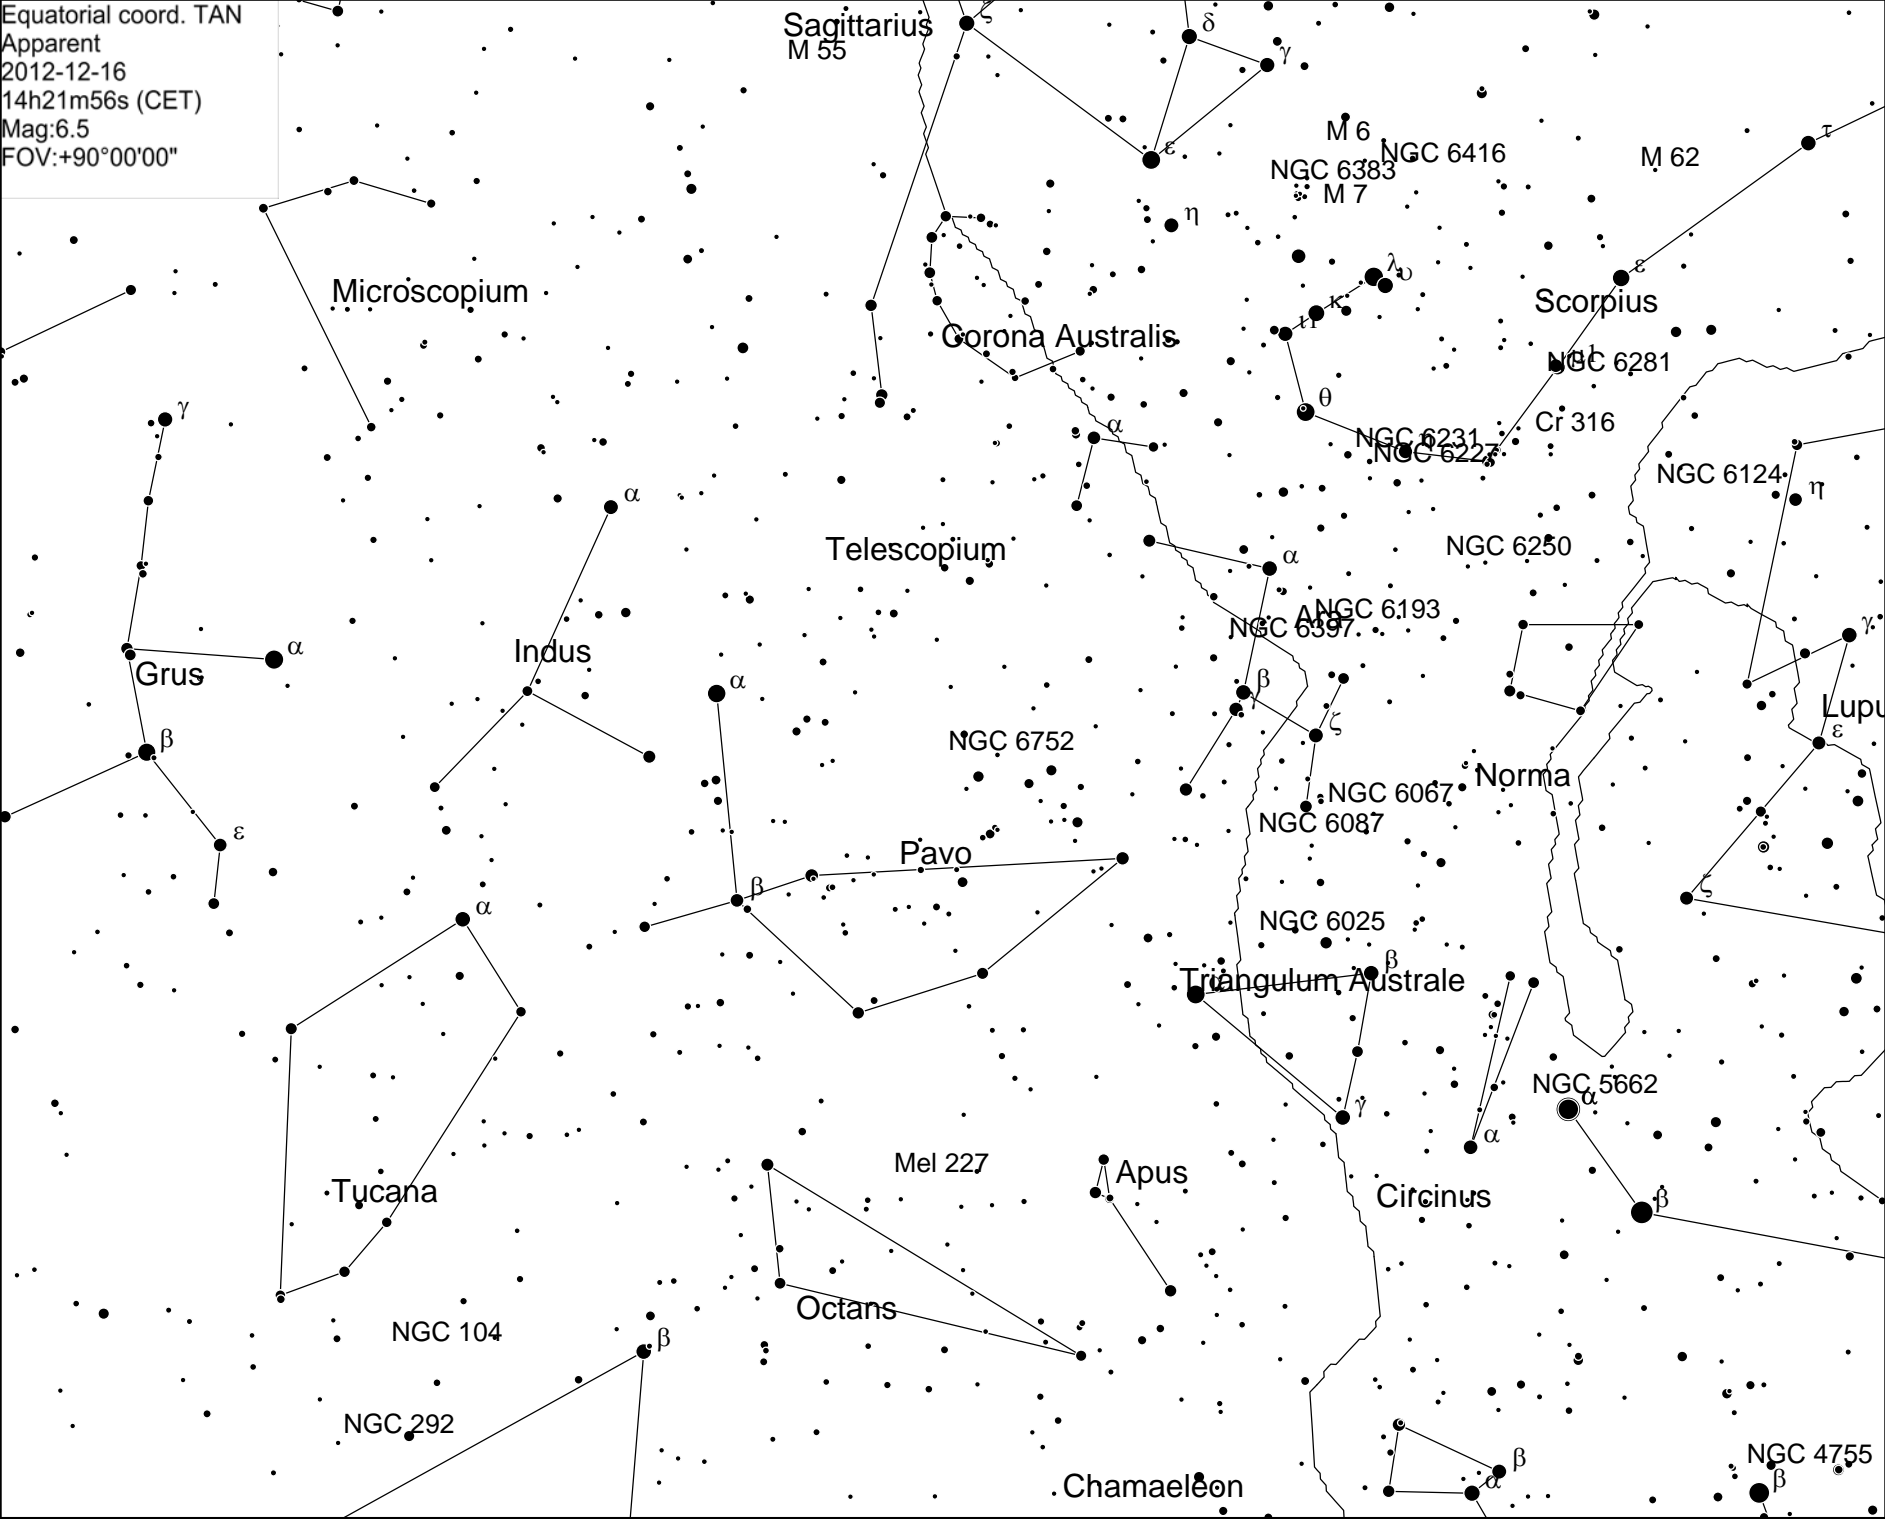 Equatorial coord. TAN
Apparent
2012-12-16
14h21m56s (CET)
Mag:6.5
FOV:+90°00'00"
Sagittarius
ζ
δ
γ
M 55
M 6
NGC 6416
M 62
τ
ε
NGC 6383
M 7
η
λ
υ
ε
Microscopium
κ
Scorpius
ι1
Corona Australis
μ1
NGC 6281
γ
θ
Cr 316
α
NGC 6231
η
NGC 6227
NGC 6124
η
α
Telescopium
α
NGC 6250
NGC 6193
Ara
NGC 6397
γ
Indus
α
Grus
α
β
γ
Lupu
ζ
ε
β
NGC 6752
Norma
NGC 6067
NGC 6087
ε
Pavo
β
ζ
α
NGC 6025
β
Triangulum Australe
α
NGC 5662
α
γ
α
Mel 227
Apus
Tucana
Circinus
β
Octans
NGC 104
β
NGC 292
NGC 4755
β
β
Chamaeleon
α